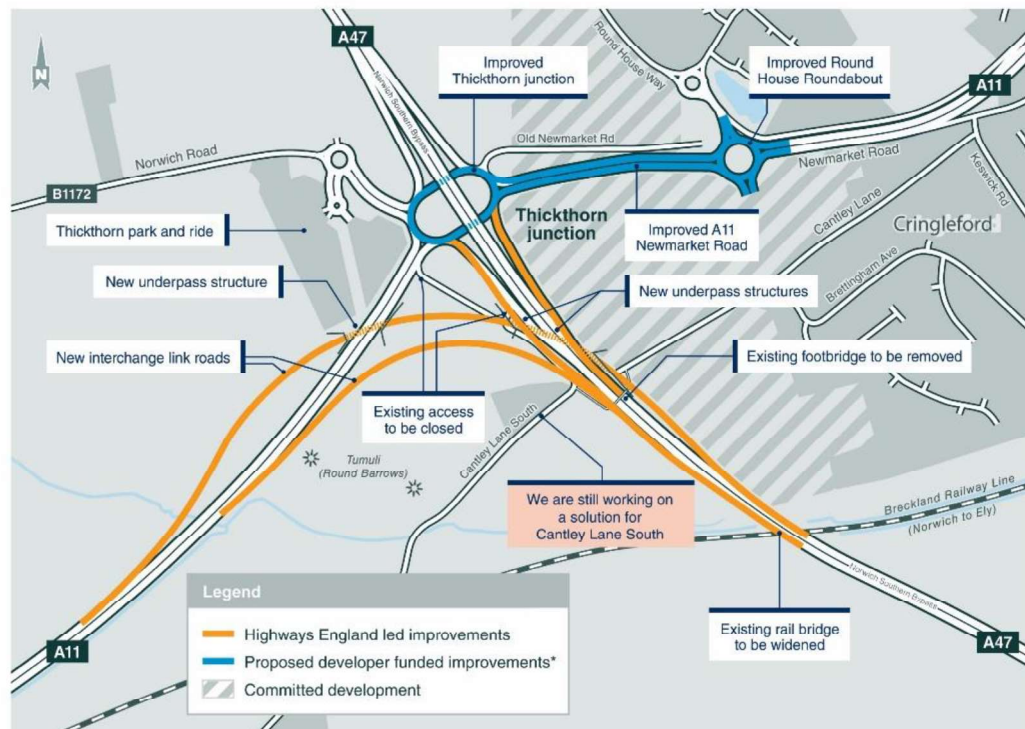 A47
N
Norwich Southern Bypass
Improved
Thickthorn junction
Round House Way
Improved Round
House Roundabout
A11
Old Newmarket Rd
Norwich Road
B1172
Newmarket Road
Keswick Rd
Cantley Lane
Thickthorn park and ride
Thickthorn
junction
Improved A11
Newmarket Road
Cringleford
Brettingham Ave
New underpass structure
New underpass structures
New interchange link roads
Existing footbridge to be removed
Existing access
to be closed
Cantley Lane South
Tumuli
(Round Barrows)
We are still working on
a solution for
Cantley Lane South
Breckland Railway Line
(Norwich to Ely)
Norwich Southern Bypass
Legend
Highways England led improvements
Proposed developer funded improvements*
Committed development
Existing rail bridge
to be widened
A11
A47